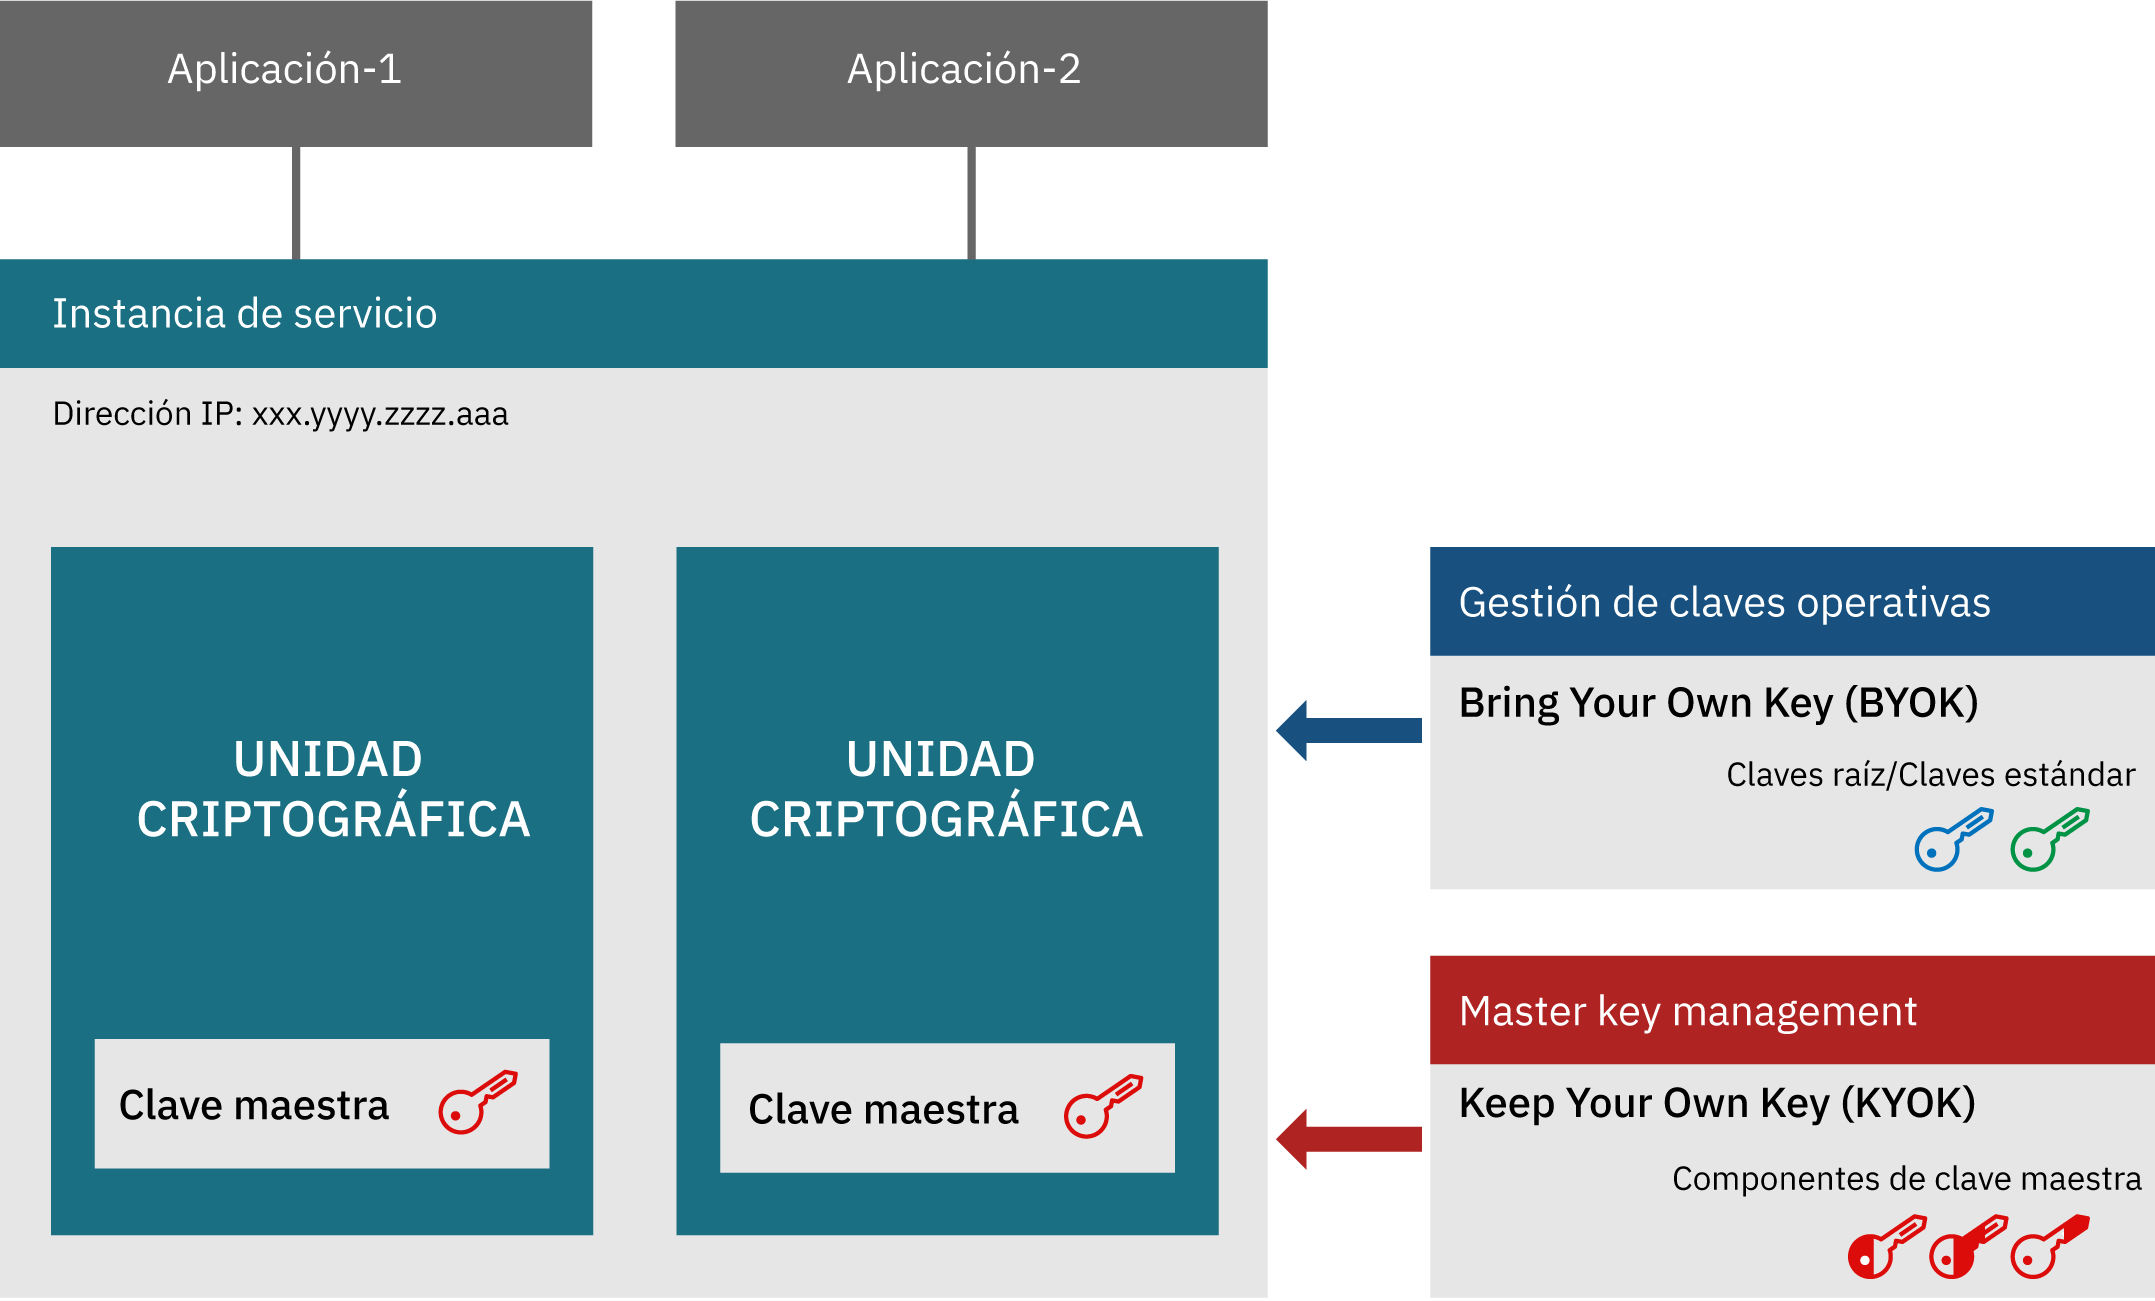 Aplicación-1
Aplicación-2
Instancia de servicio
Dirección IP: xxx.yyyy.zzzz.aaa
UNIDAD
CRIPTOGRÁFICA
Clave maestra
UNIDAD
CRIPTOGRÁFICA
Clave maestra
Gestión de claves operativas
Bring Your Own Key (BYOK)
Claves raíz/Claves estándar
Master key management
Keep Your Own Key (KYOK)
Componentes de clave maestra